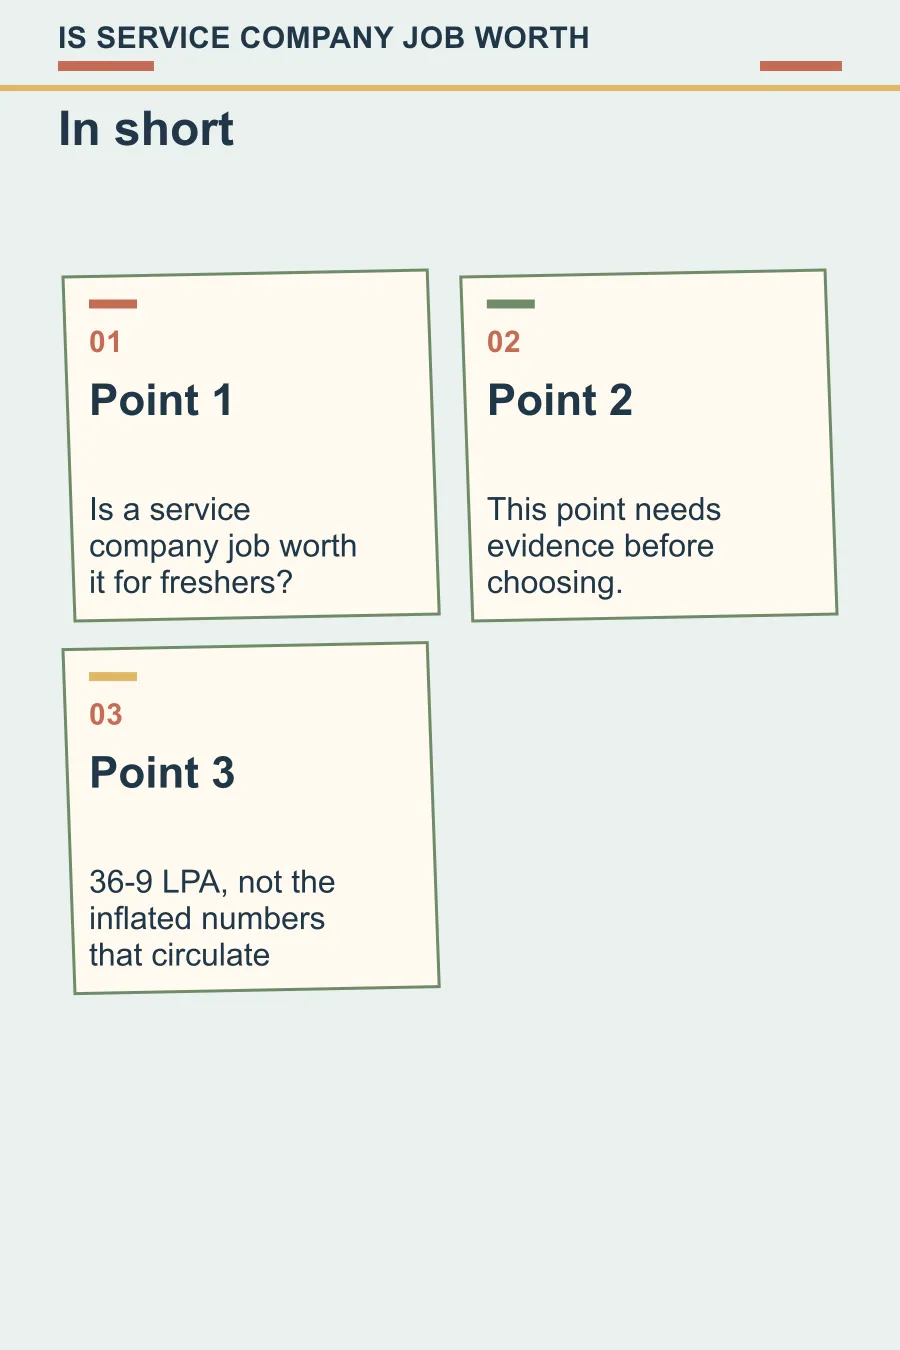 IS SERVICE COMPANY JOB WORTH
In short
01
Point 1
Is a service
company job worth
it for freshers?
02
Point 2
This point needs
evidence before
choosing.
03
Point 3
36-9 LPA, not the
inflated numbers
that circulate